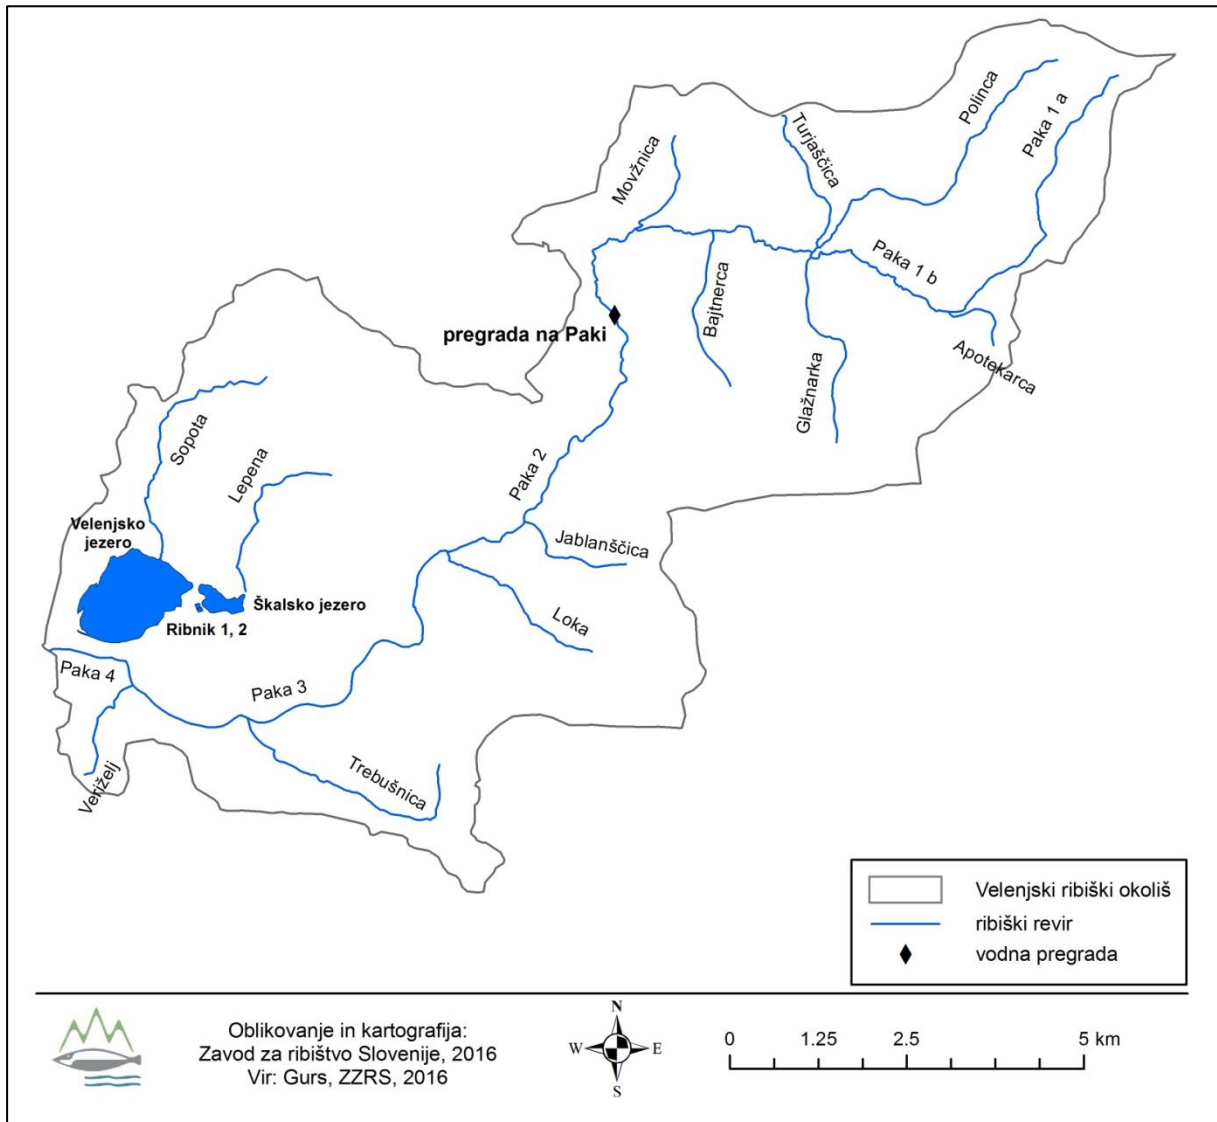 Polinca
Paka 1 a
Turjaščica
Movžnica
Paka 1 b
Bajtnerca
pregrada na Paki
Apotekarca
Glažnarka
Sopota
Lepena
Paka 2
Velenjsko
jezero
Jablanščica
Škalsko jezero
Loka
Ribnik 1, 2
Paka 4
Paka 3
Veriželj
Trebušnica
Velenjski ribiški okoliš
ribiški revir
vodna pregrada
Oblikovanje in kartografija:
Zavod za ribištvo Slovenije, 2016
Vir: Gurs, ZZRS, 2016
N
W
E
S
0 1.25 2.5 5 km